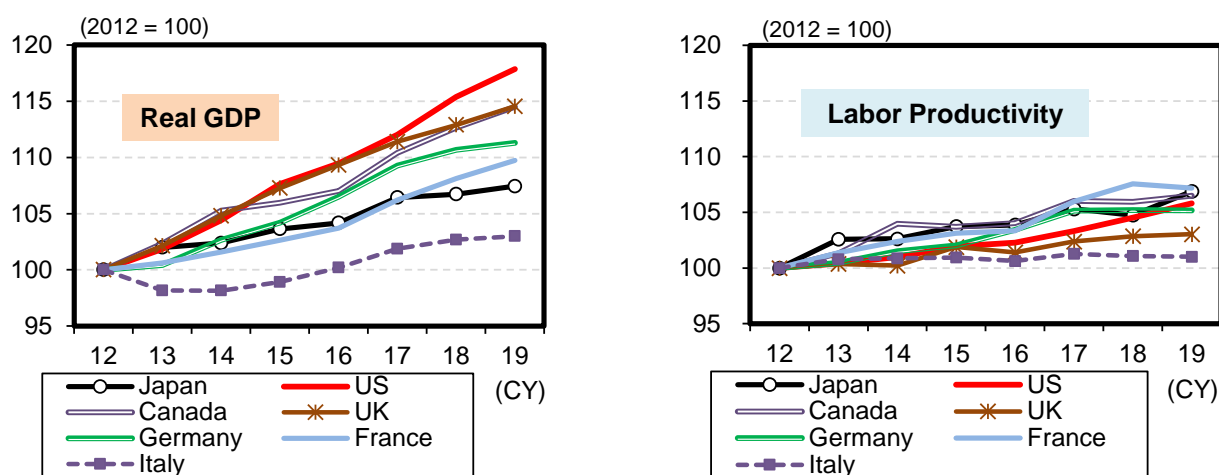 (2012 = 100)
120
115
110
105
100
95
Real GDP
12 13 14 15 16 17 18 19
(CY)
Japan US
Canada UK
Germany France
Italy
(2012 = 100)
120
115
110
105
100
95
Labor Productivity
12 13 14 15 16 17 18 19
(CY)
Japan US
Canada UK
Germany France
Italy